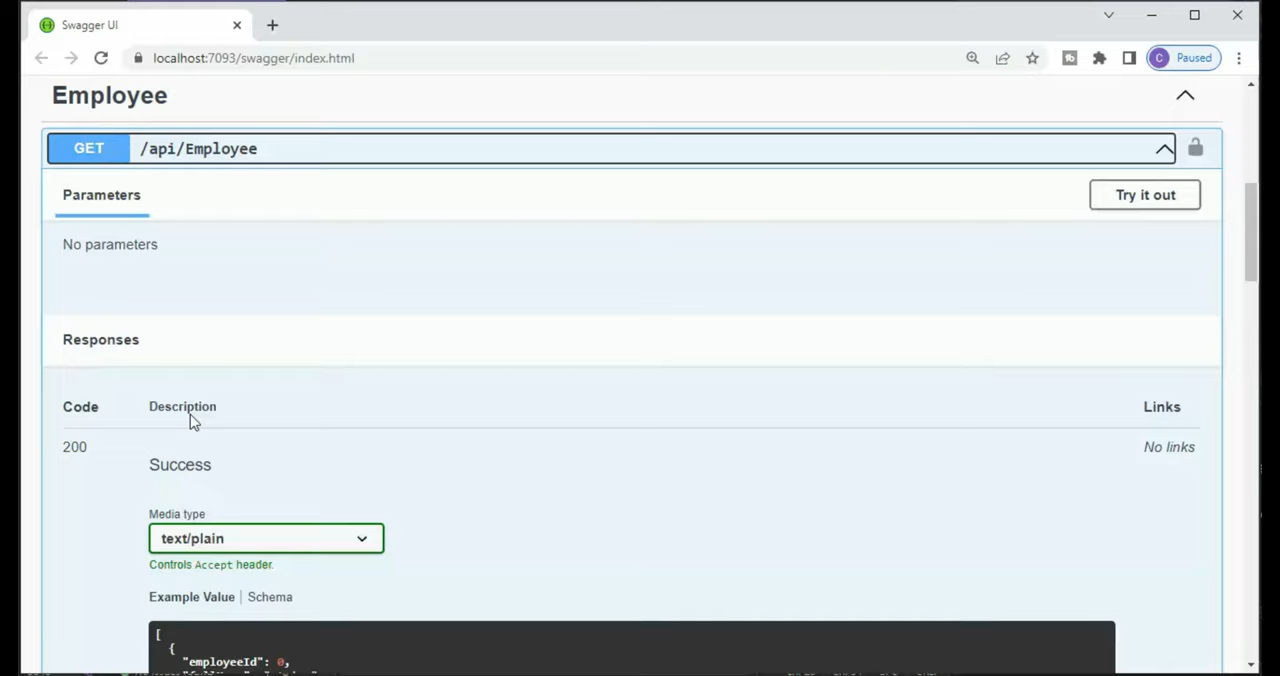 Swagger UI
localhost:7093/swagger/index.html
C Paused
Employee
GET /api/Employee
Parameters
Try it out
No parameters
Responses
Code Description Links
200 No links
Success
Media type
text/plain
Controls Accept header.
Example Value | Schema
[
{
"employeeId": 0,